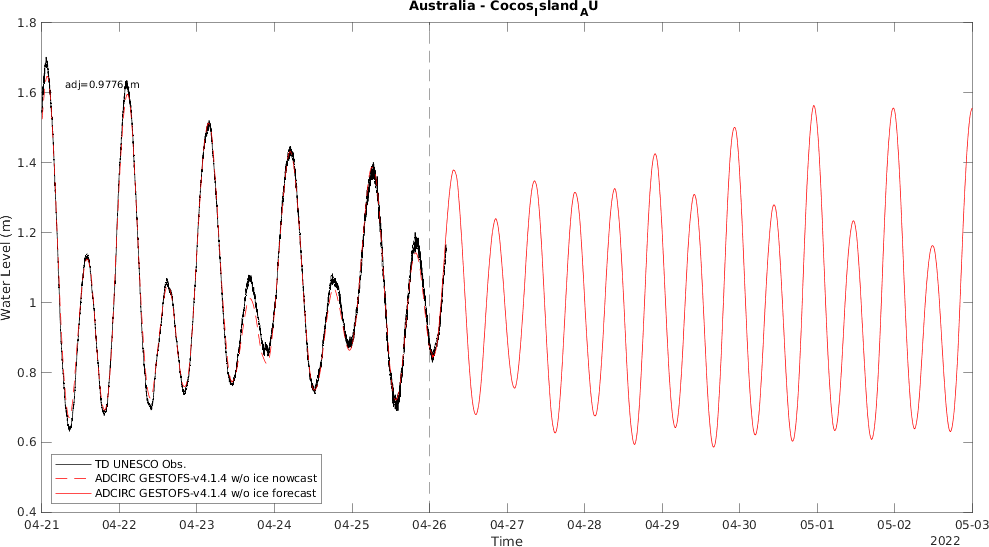 Australia - Cocos_Island_AU
1.8
adj=0.9776 m
1.6
1.4
1.2
1
0.8
0.6
0.4
Water Level (m)
TD UNESCO Obs.
ADCIRC GESTOFS-v4.1.4 w/o ice nowcast
ADCIRC GESTOFS-v4.1.4 w/o ice forecast
04-21 04-22 04-23 04-24 04-25 04-26 04-27 04-28 04-29 04-30 05-01 05-02 05-03
Time
2022